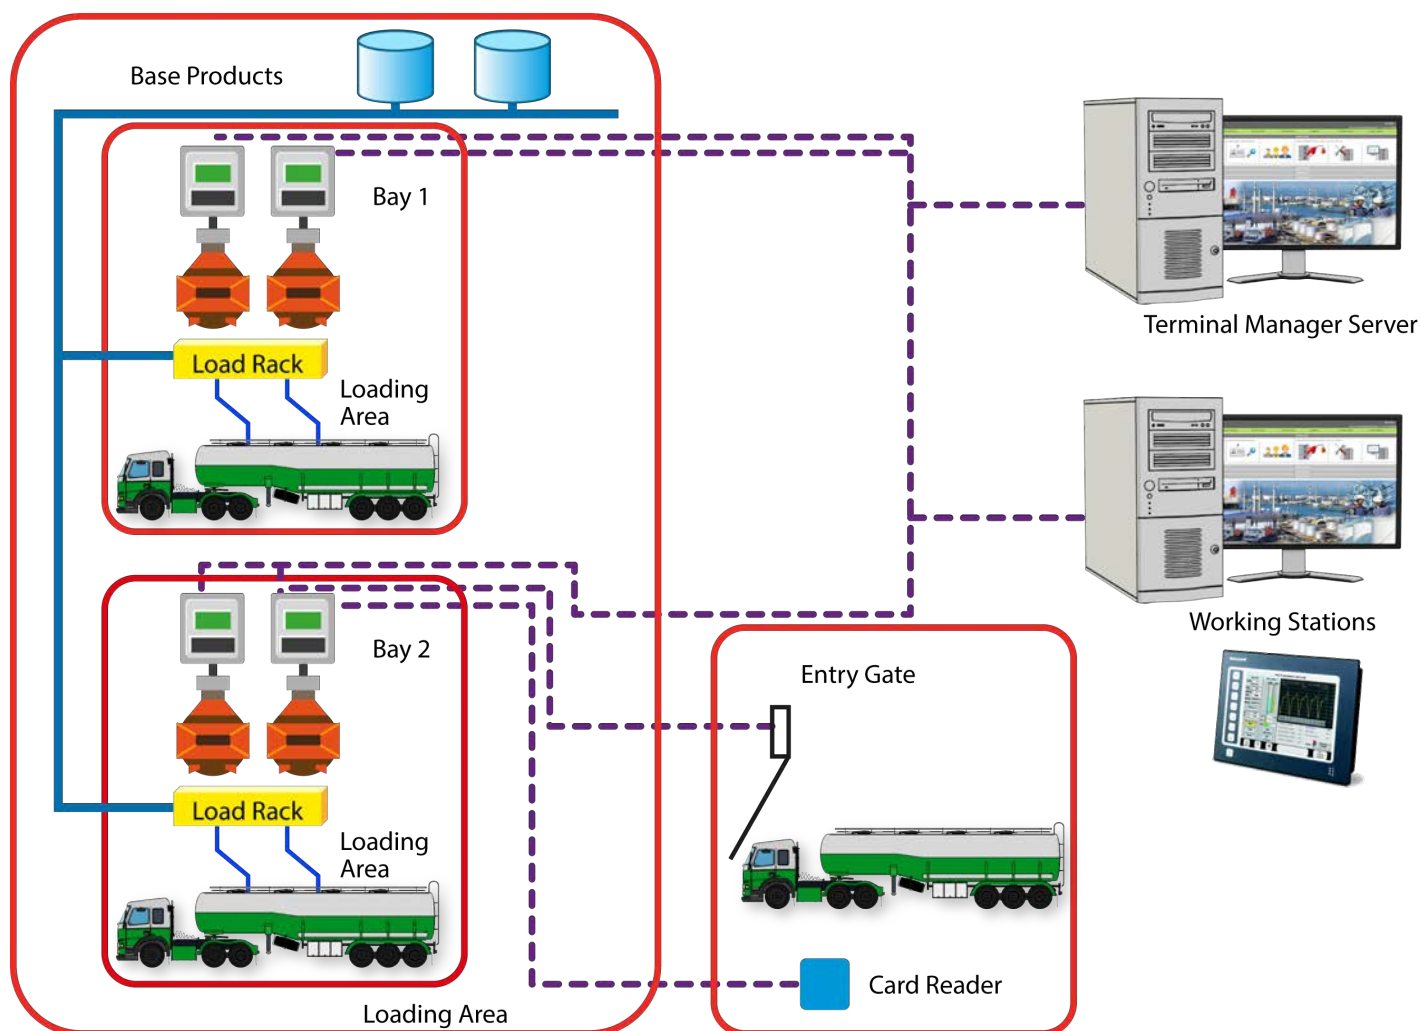 Base Products
Bay 1
Load Rack
Loading
Area
Terminal Manager Server
Bay 2
Load Rack
Loading
Area
Working Stations
Entry Gate
Card Reader
Loading Area